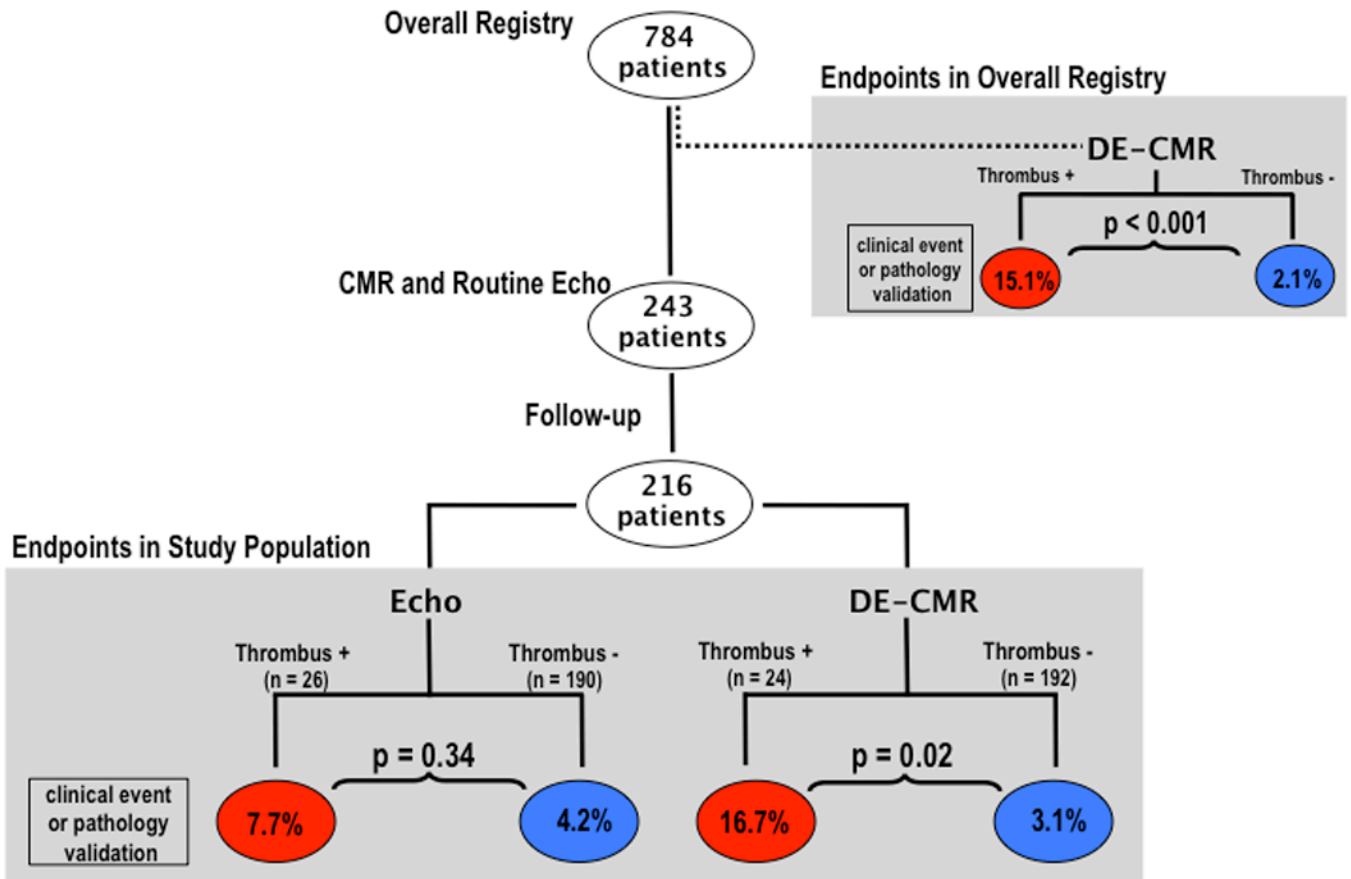 Overall Registry
784
patients
Endpoints in Overall Registry
DE-CMR
Thrombus +
Thrombus -
p < 0.001
clinical event
or pathology
validation
15.1%
2.1%
CMR and Routine Echo
243
patients
Follow-up
216
patients
Endpoints in Study Population
Echo
DE-CMR
Thrombus +
(n = 26)
Thrombus -
(n = 190)
Thrombus +
(n = 24)
Thrombus -
(n = 192)
p = 0.34
p = 0.02
clinical event
or pathology
validation
7.7%
4.2%
16.7%
3.1%